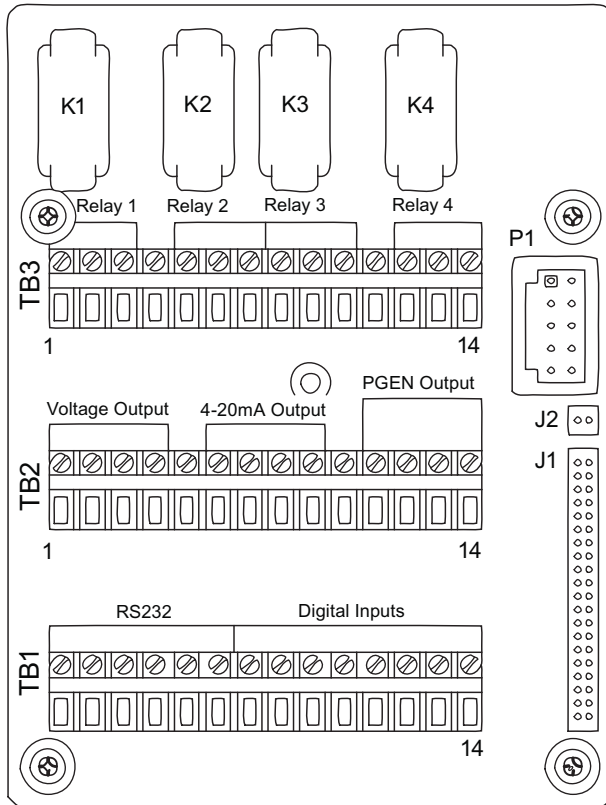 K1 K2 K3 K4
Relay 1 Relay 2 Relay 3 Relay 4
P1
TB3
1 14
PGEN Output
Voltage Output 4-20mA Output
J2
TB2
J1
1 14
RS232 Digital Inputs
TB1
14